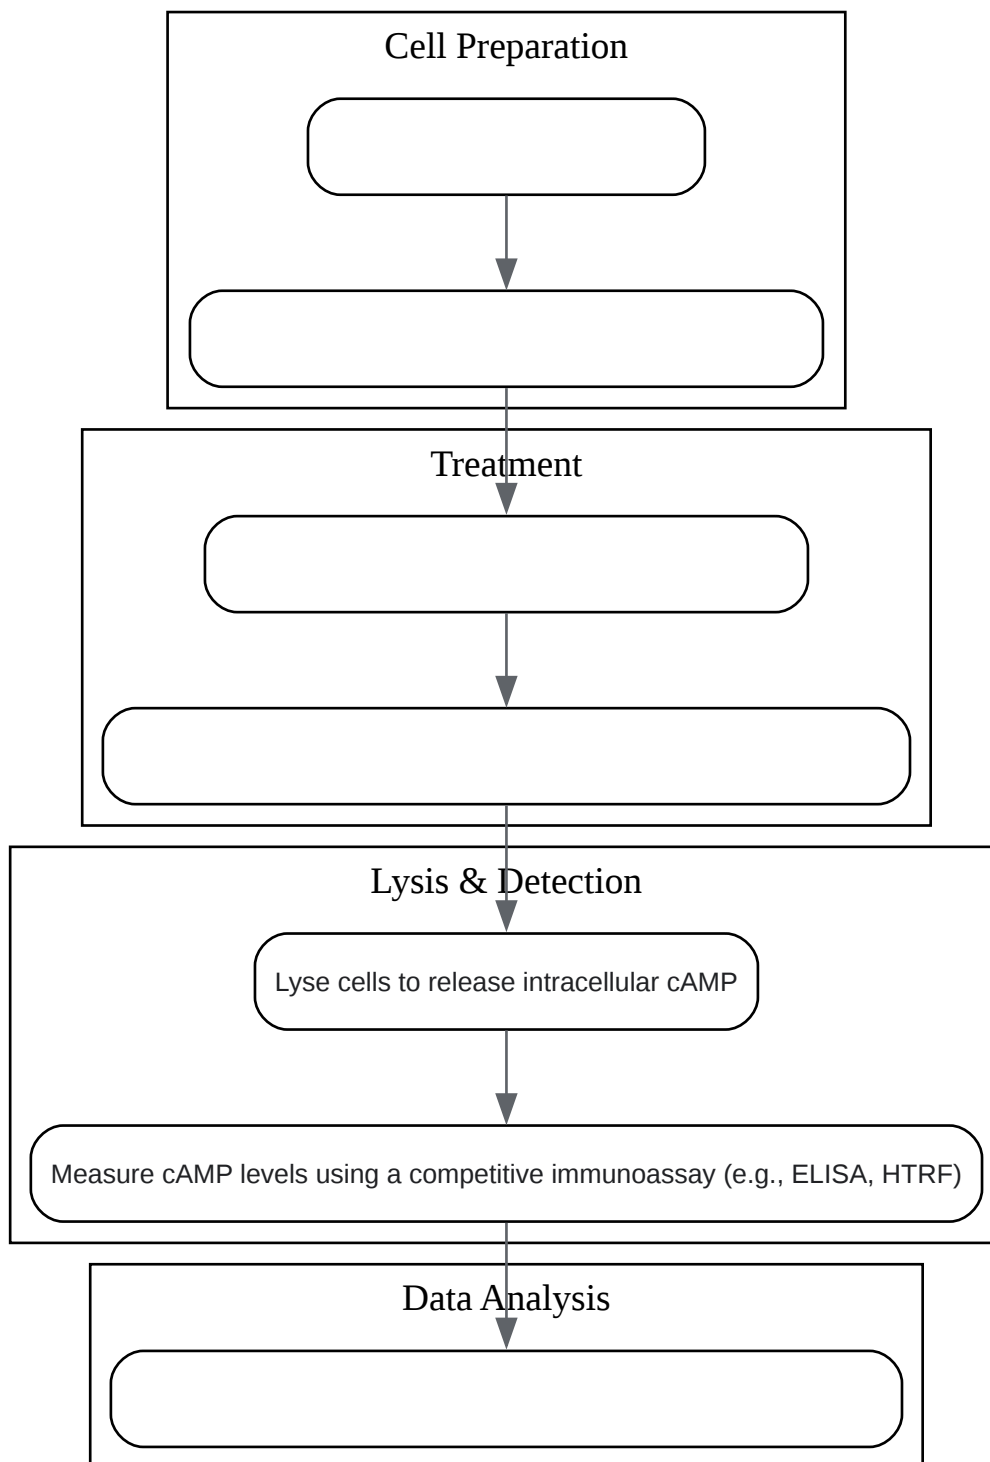 Cell Preparation
Treatment
Lysis & Detection
Lyse cells to release intracellular cAMP
Measure cAMP levels using a competitive immunoassay (e.g., ELISA, HTRF)
Data Analysis